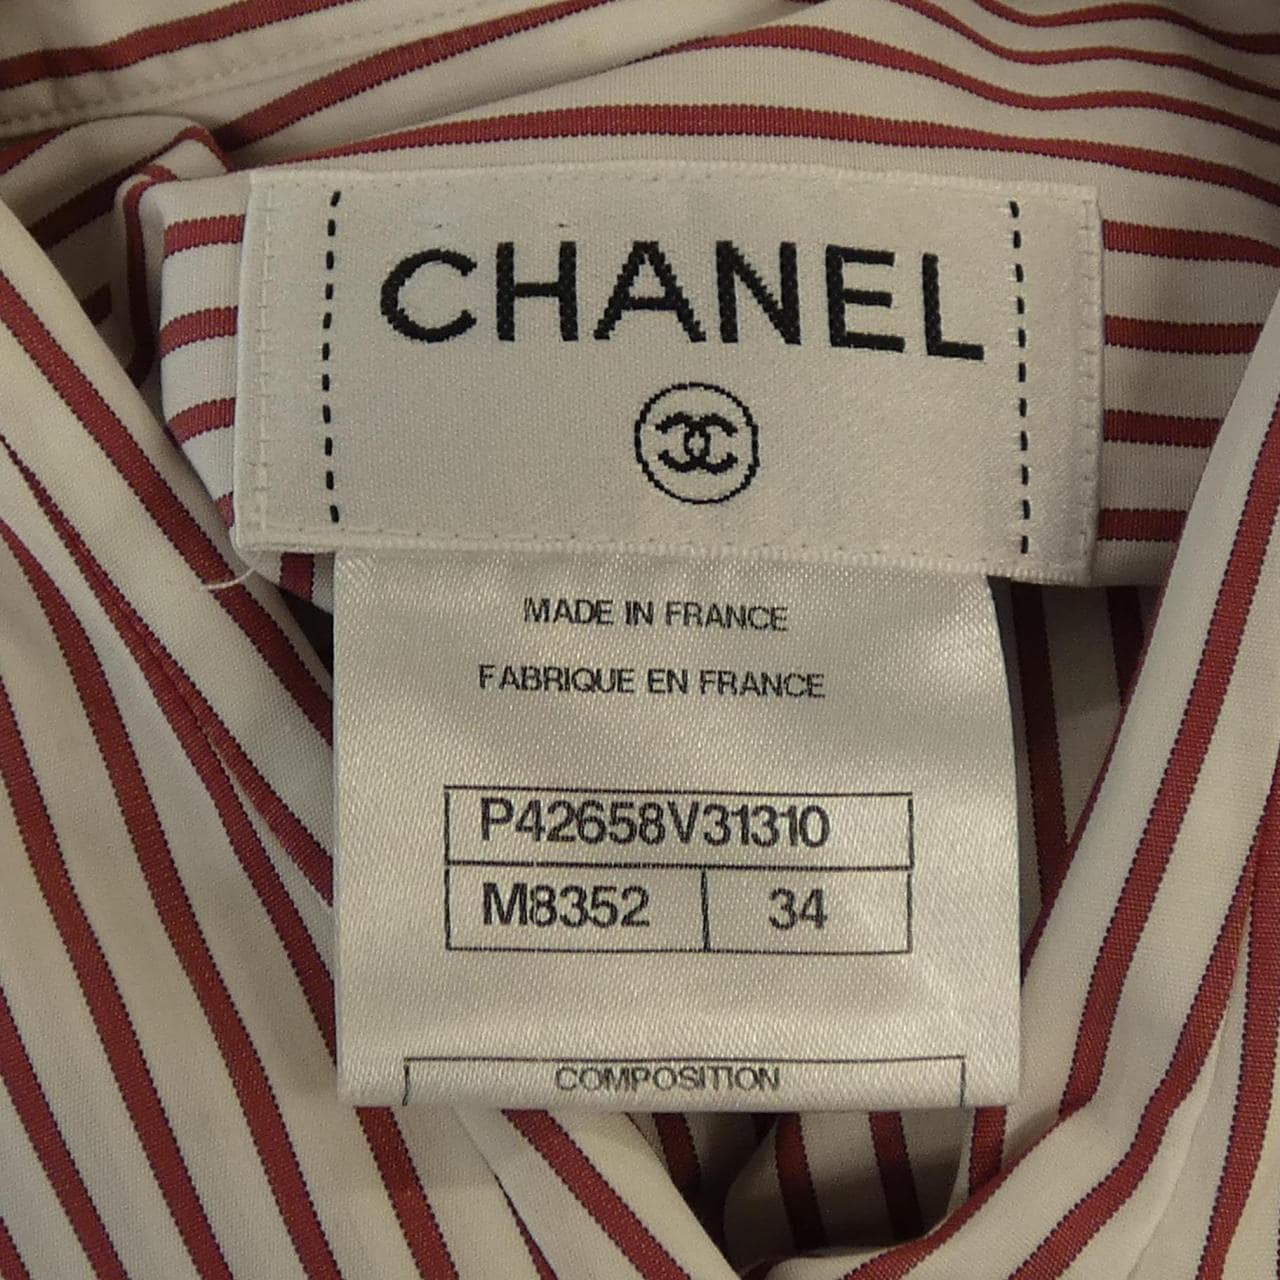 CHANEL
MADE IN FRANCE
FABRIQUE EN FRANCE
P42658V31310
M8352 34
COMPOSITION